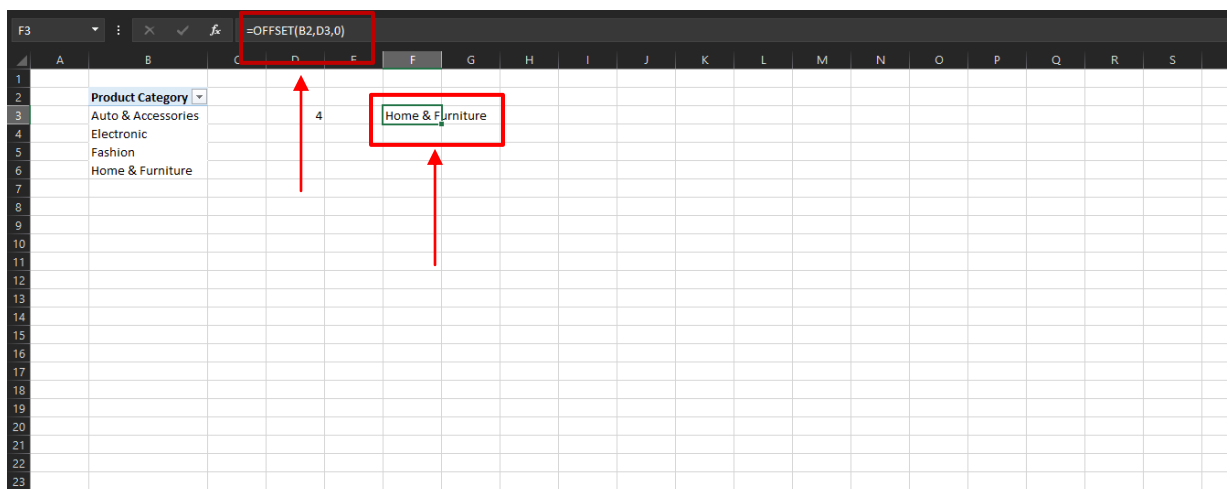 F3 fx =OFFSET(B2,D3,0)
A B C D E F G H I J K L M N O P Q R S
1
2 Product Category
3 Auto & Accessories 4 Home & Furniture
4 Electronic
5 Fashion
6 Home & Furniture
7
8
9
10
11
12
13
14
15
16
17
18
19
20
21
22
23